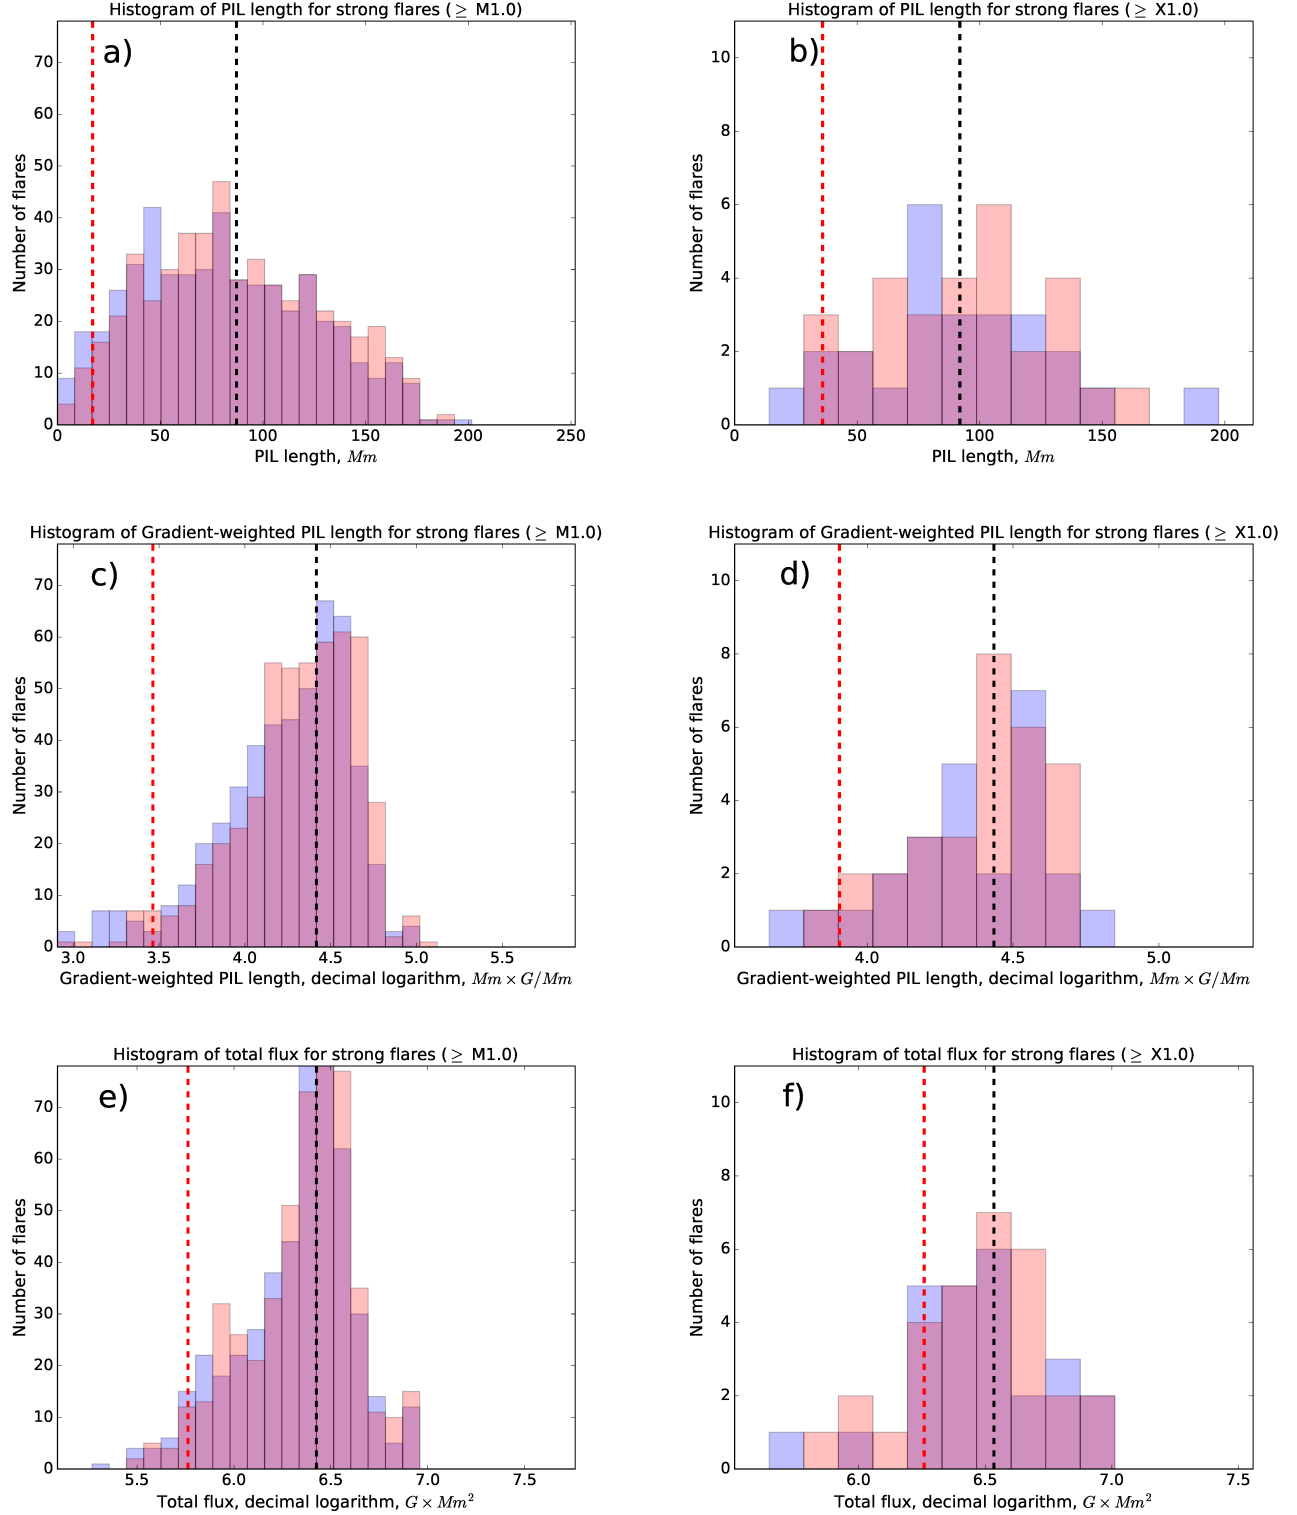 Histogram of PIL length for strong flares (≥ M1.0)
a)
Number of flares
0
10
20
30
40
50
60
70
0 50 100 150 200 250
PIL length, Mm
Histogram of PIL length for strong flares (≥ X1.0)
b)
Number of flares
0
2
4
6
8
10
0 50 100 150 200
PIL length, Mm
Histogram of Gradient-weighted PIL length for strong flares (≥ M1.0)
c)
Number of flares
0
10
20
30
40
50
60
70
3.0 3.5 4.0 4.5 5.0 5.5
Gradient-weighted PIL length, decimal logarithm, Mm × G/Mm
Histogram of Gradient-weighted PIL length for strong flares (≥ X1.0)
d)
Number of flares
0
2
4
6
8
10
4.0 4.5 5.0
Gradient-weighted PIL length, decimal logarithm, Mm × G/Mm
Histogram of total flux for strong flares (≥ M1.0)
e)
Number of flares
0
10
20
30
40
50
60
70
5.5 6.0 6.5 7.0 7.5
Total flux, decimal logarithm, G × Mm²
Histogram of total flux for strong flares (≥ X1.0)
f)
Number of flares
0
2
4
6
8
10
6.0 6.5 7.0 7.5
Total flux, decimal logarithm, G × Mm²